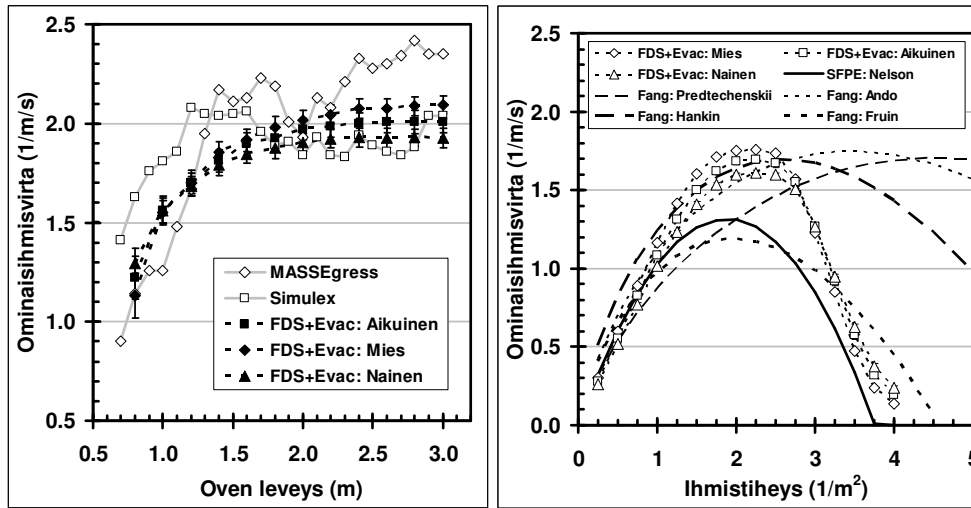 2.5
2.0
1.5
1.0
0.5
0.5 1.0 1.5 2.0 2.5 3.0
Ominaisihmisvirta (1/m/s)
Oven leveys (m)
MASSEgress
Simulex
FDS+Evac: Aikuinen
FDS+Evac: Mies
FDS+Evac: Nainen
2.5
2.0
1.5
1.0
0.5
0.0
0 1 2 3 4 5
Ominaisihmisvirta (1/m/s)
Ihmistiheys (1/m²)
FDS+Evac: Mies FDS+Evac: Aikuinen
FDS+Evac: Nainen SFPE: Nelson
Fang: Predtechenskii Fang: Ando
Fang: Hankin Fang: Fruin